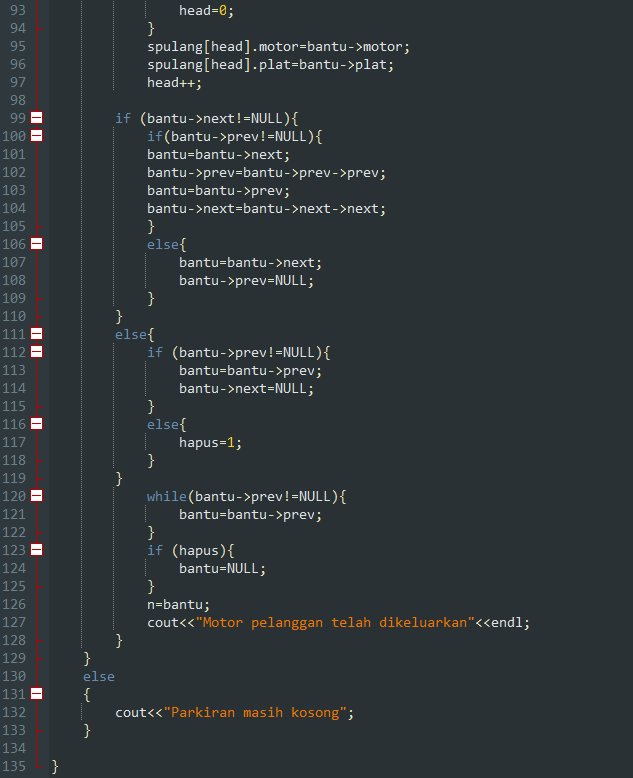 93 head=0;
94 }
95 spulang[head].motor=bantu->motor;
96 spulang[head].plat=bantu->plat;
97 head++;
98
99 if (bantu->next!=NULL){
100 if(bantu->prev!=NULL){
101 bantu=bantu->next;
102 bantu->prev=bantu->prev->prev;
103 bantu=bantu->prev;
104 bantu->next=bantu->next->next;
105 }
106 else{
107 bantu=bantu->next;
108 bantu->prev=NULL;
109 }
110 }
111 else{
112 if (bantu->prev!=NULL){
113 bantu=bantu->prev;
114 bantu->next=NULL;
115 }
116 else{
117 hapus=1;
118 }
119 }
120 while(bantu->prev!=NULL){
121 bantu=bantu->prev;
122 }
123 if (hapus){
124 bantu=NULL;
125 }
126 n=bantu;
127 cout<<"Motor pelanggan telah dikeluarkan"<<endl;
128 }
129 }
130 else
131 {
132 cout<<"Parkiran masih kosong";
133 }
134
135 }